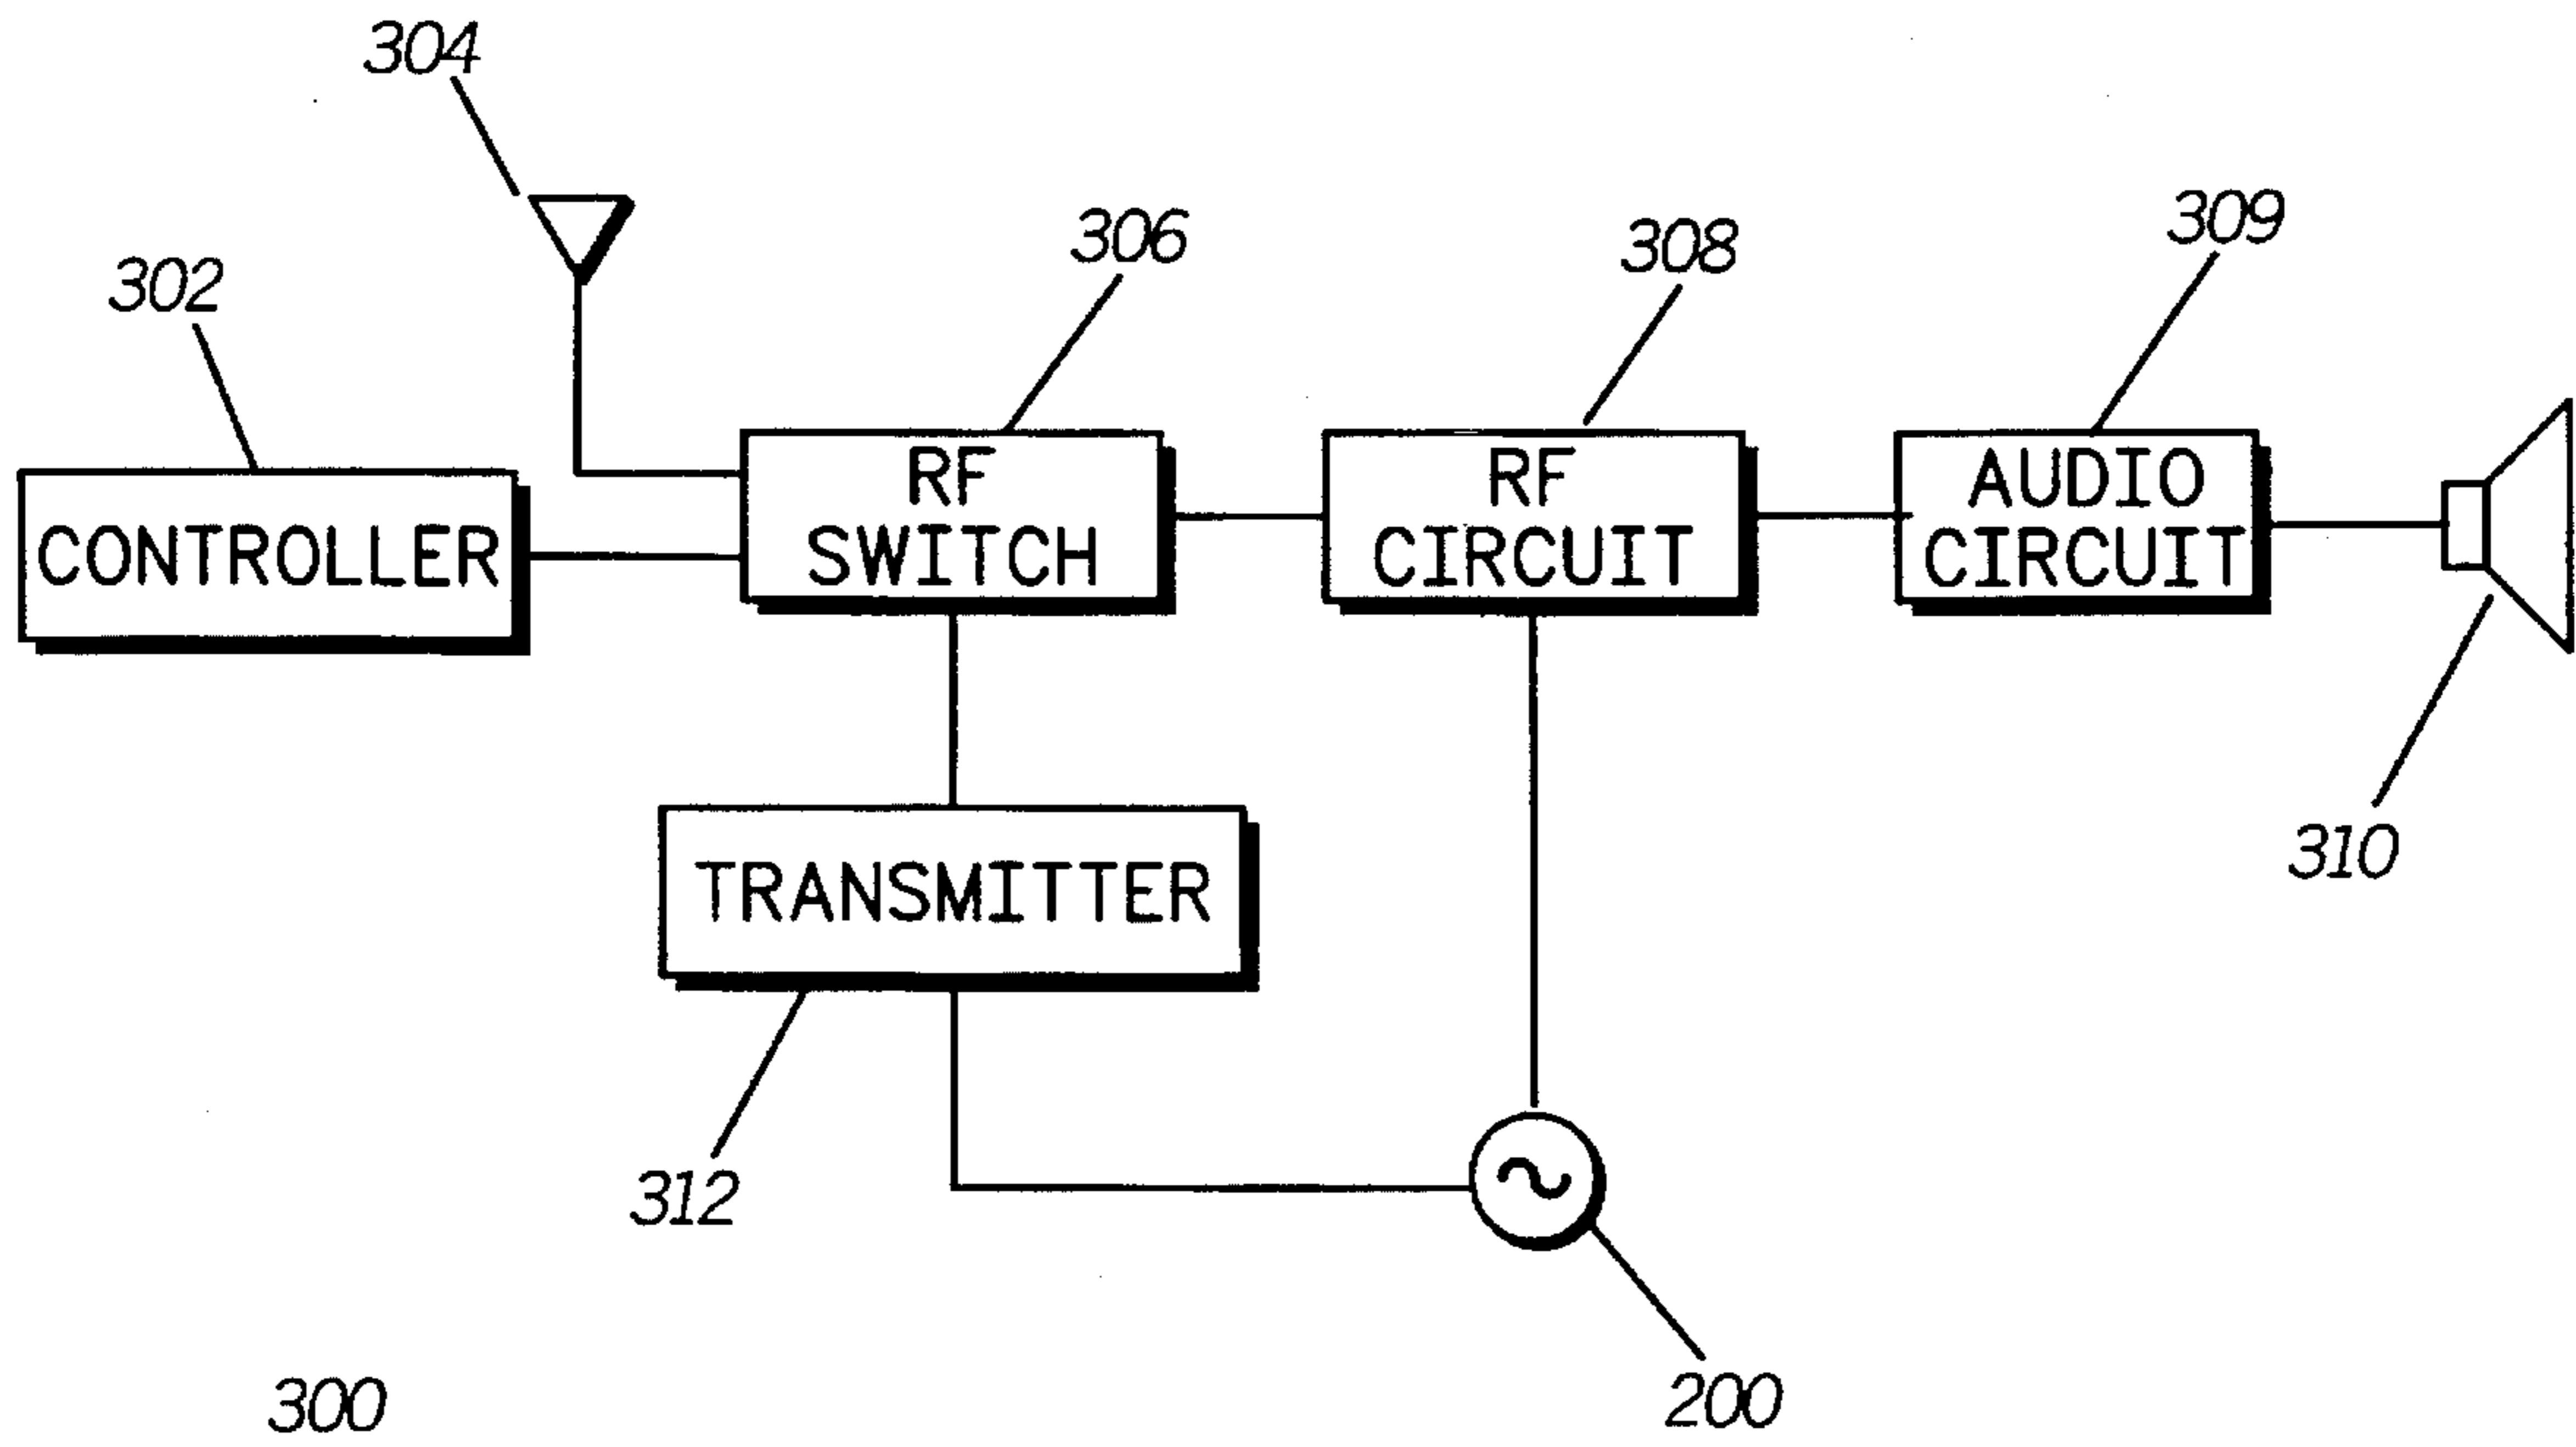 304
302
306
308
309
CONTROLLER
RF
SWITCH
RF
CIRCUIT
AUDIO
CIRCUIT
310
TRANSMITTER
312
200
300